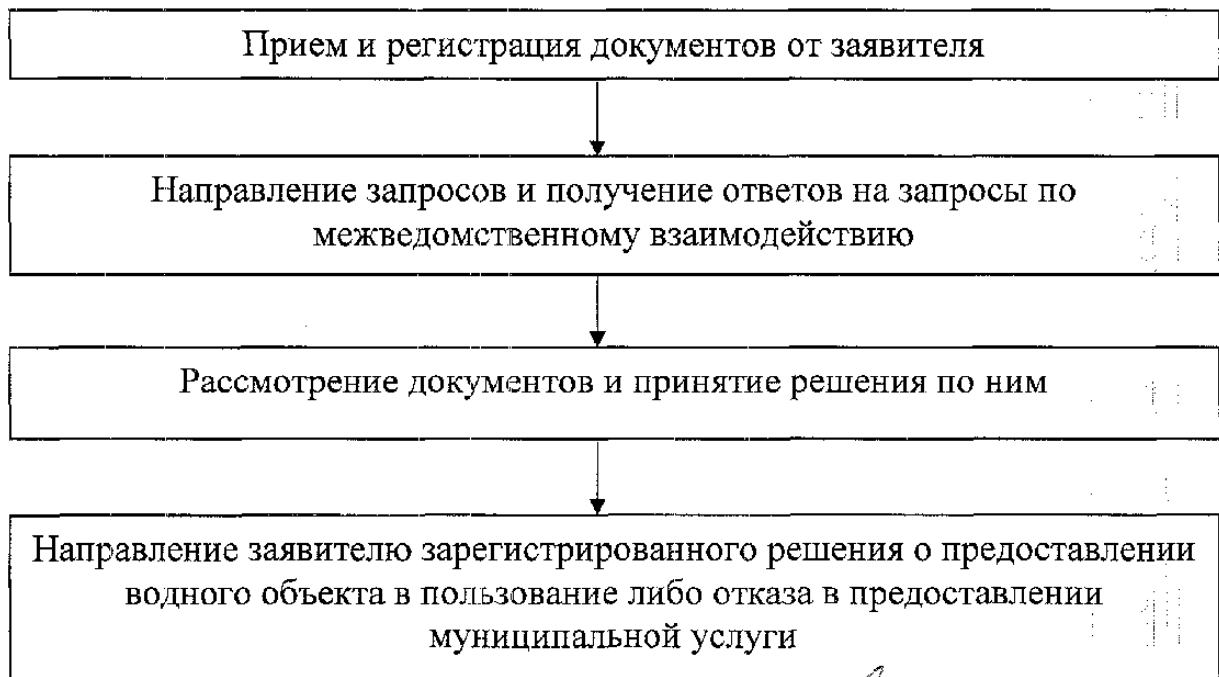 Прием и регистрация документов от заявителя
Направление запросов и получение ответов на запросы по
межведомственному взаимодействию
Рассмотрение документов и принятие решения по ним
Направление заявителю зарегистрированного решения о предоставлении
водного объекта в пользование либо отказа в предоставлении
муниципальной услуги